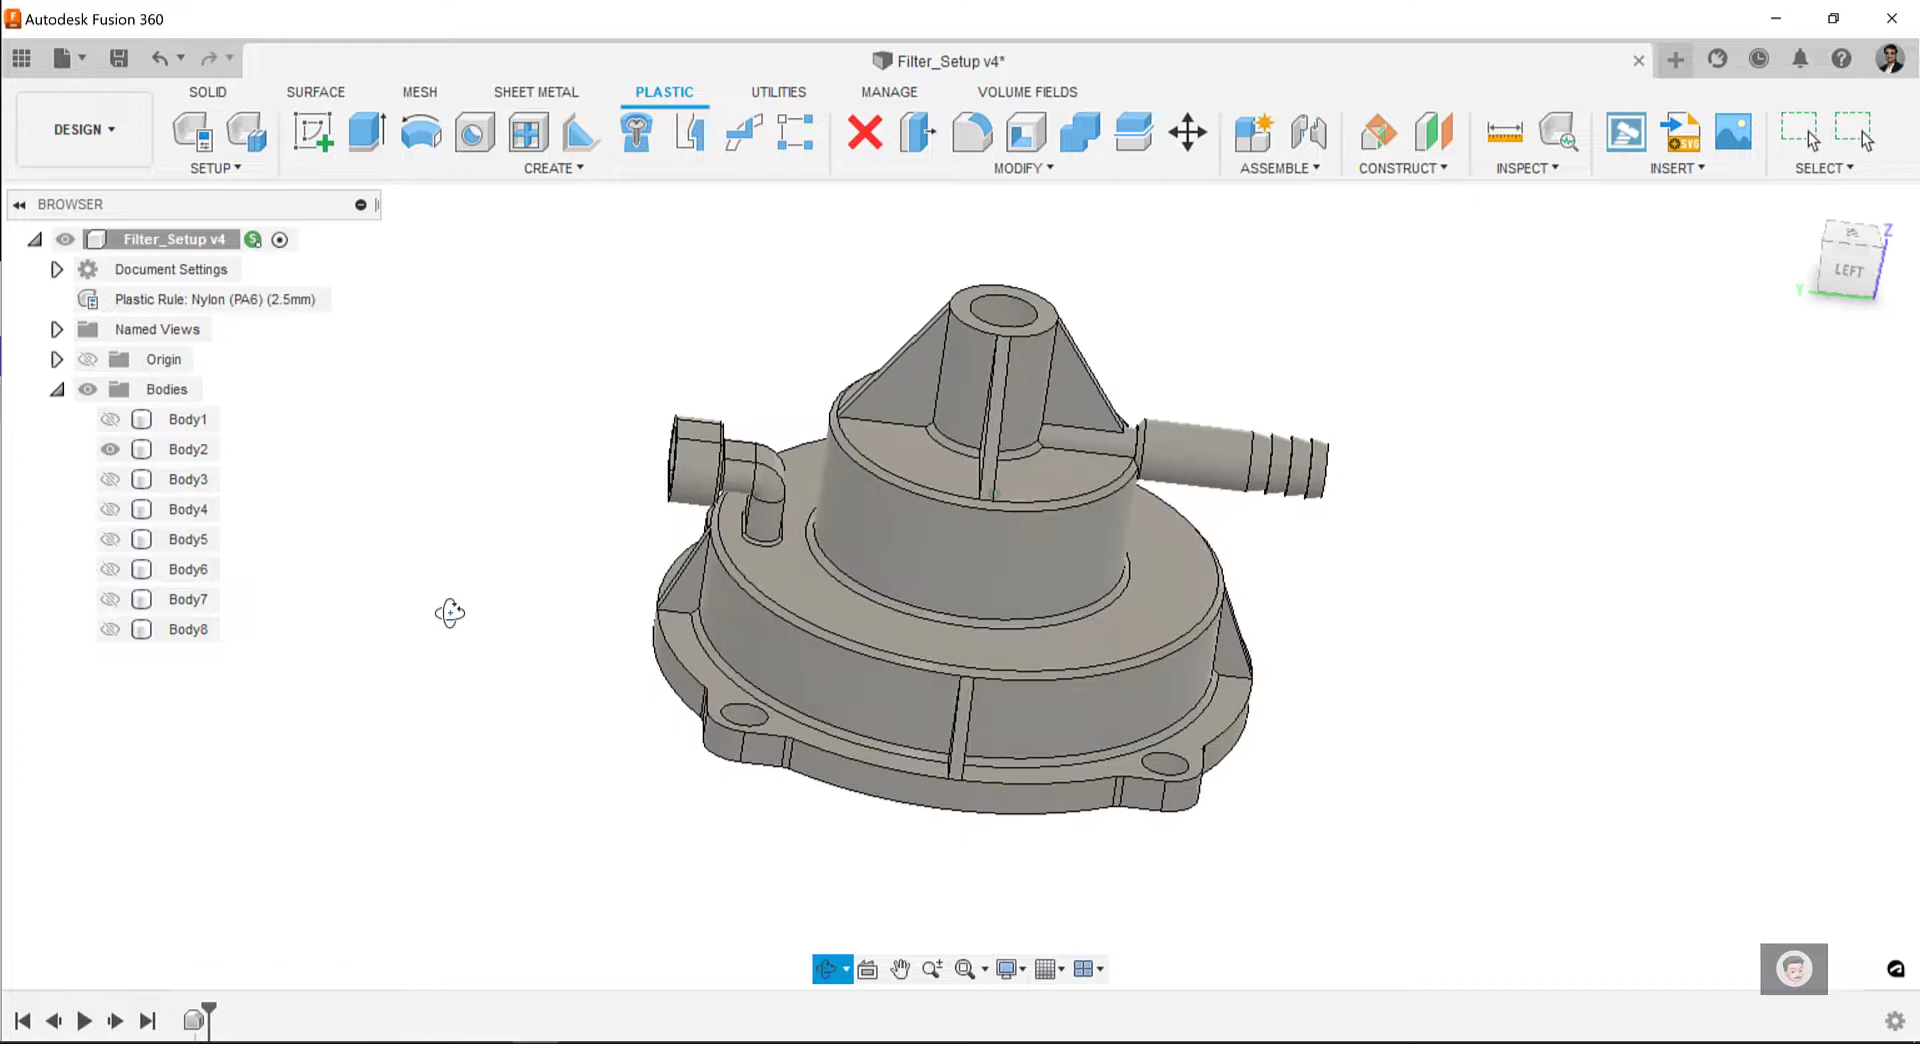 Autodesk Fusion 360
Filter_Setup v4*
SOLID SURFACE MESH SHEET METAL PLASTIC UTILITIES MANAGE VOLUME FIELDS
DESIGN
SVG
SETUP CREATE MODIFY ASSEMBLE CONSTRUCT INSPECT INSERT SELECT
BROWSER
Filter_Setup v4
S
Document Settings
Plastic Rule: Nylon (PA6) (2.5mm)
Named Views
Origin
Bodies
Body1
Body2
Body3
Body4
Body5
Body6
Body7
Body8
Z
LEFT
Y